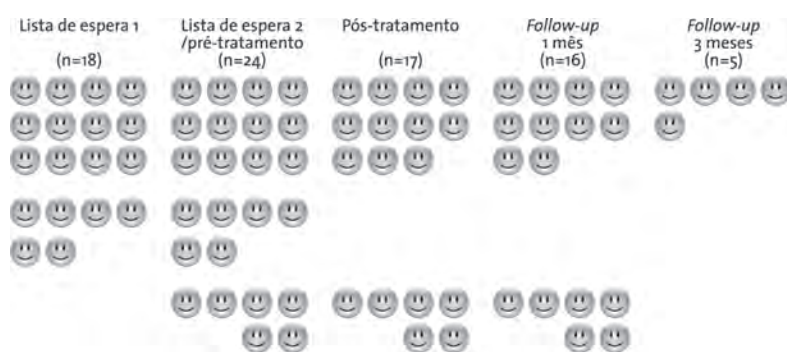 Lista de espera 1
(n=18)
Lista de espera 2
/pré-tratamento
(n=24)
Pós-tratamento
(n=17)
Follow-up
1 mês
(n=16)
Follow-up
3 meses
(n=5)